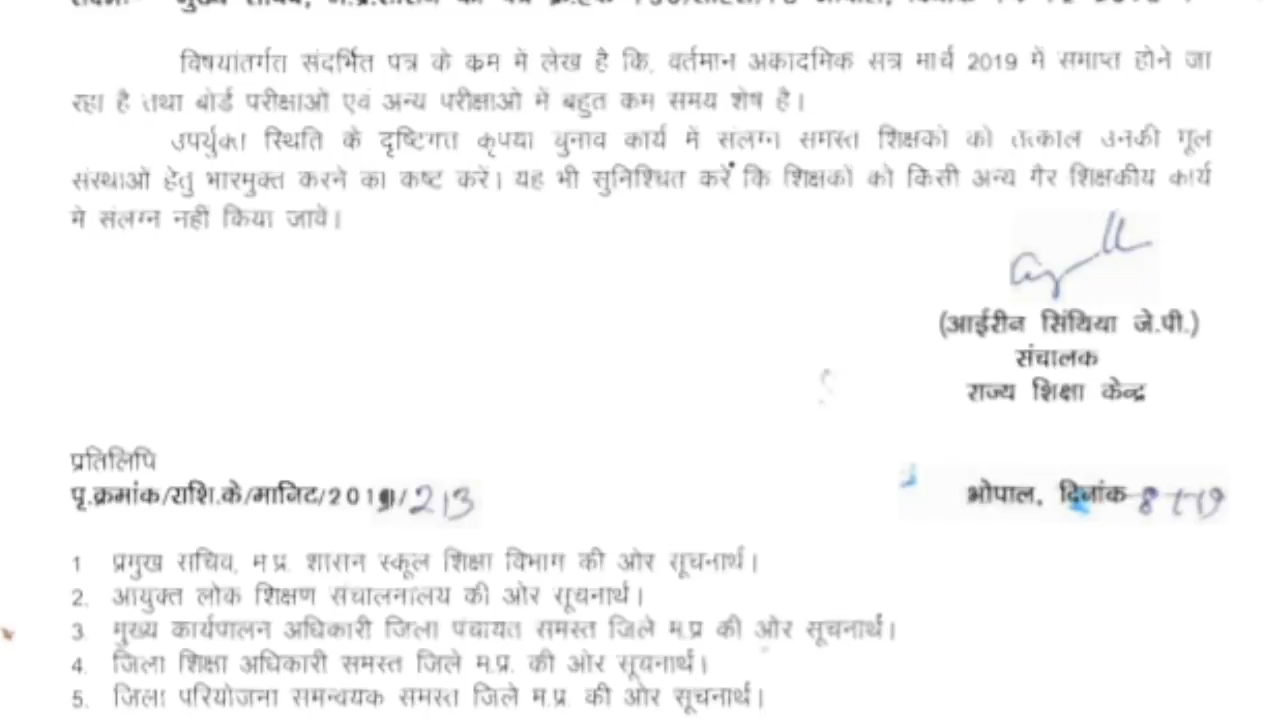 विषयांतर्गत संदर्भित पत्र के कम में लेख है कि, वर्तमान अकादमिक सत्र मार्च 2019 में समाप्त होने जा
रहा है तथा बोर्ड परीक्षाओं एवं अन्य परीक्षाओं में बहुत कम समय शेष है।
उपर्युक्त स्थिति के दृष्टिगत कृपया चुनाव कार्य में संलग्न समस्त शिक्षकों को तत्काल उनकी मूल
संस्थाओं हेतु भारमुक्त करने का कष्ट करें। यह भी सुनिश्चित करें कि शिक्षकों को किसी अन्य गैर शिक्षकीय कार्य
में संलग्न नहीं किया जावें।
(आईरीन सिंथिया जे.पी.)
संचालक
राज्य शिक्षा केन्द्र
प्रतिलिपि
पृ.क्रमांक/राशि.के/मानिट/2019/213
भोपाल, दिनांक 8-1-19
1 प्रमुख सचिव, म.प्र. शासन स्कूल शिक्षा विभाग की ओर सूचनार्थ।
2. आयुक्त लोक शिक्षण संचालनालय की ओर सूचनार्थ।
3. मुख्य कार्यपालन अधिकारी जिला पंचायत समस्त जिले म.प्र की ओर सूचनार्थ।
4. जिला शिक्षा अधिकारी समस्त जिले म.प्र. की ओर सूचनार्थ।
5. जिला परियोजना समन्वयक समस्त जिले म.प्र. की ओर सूचनार्थ।